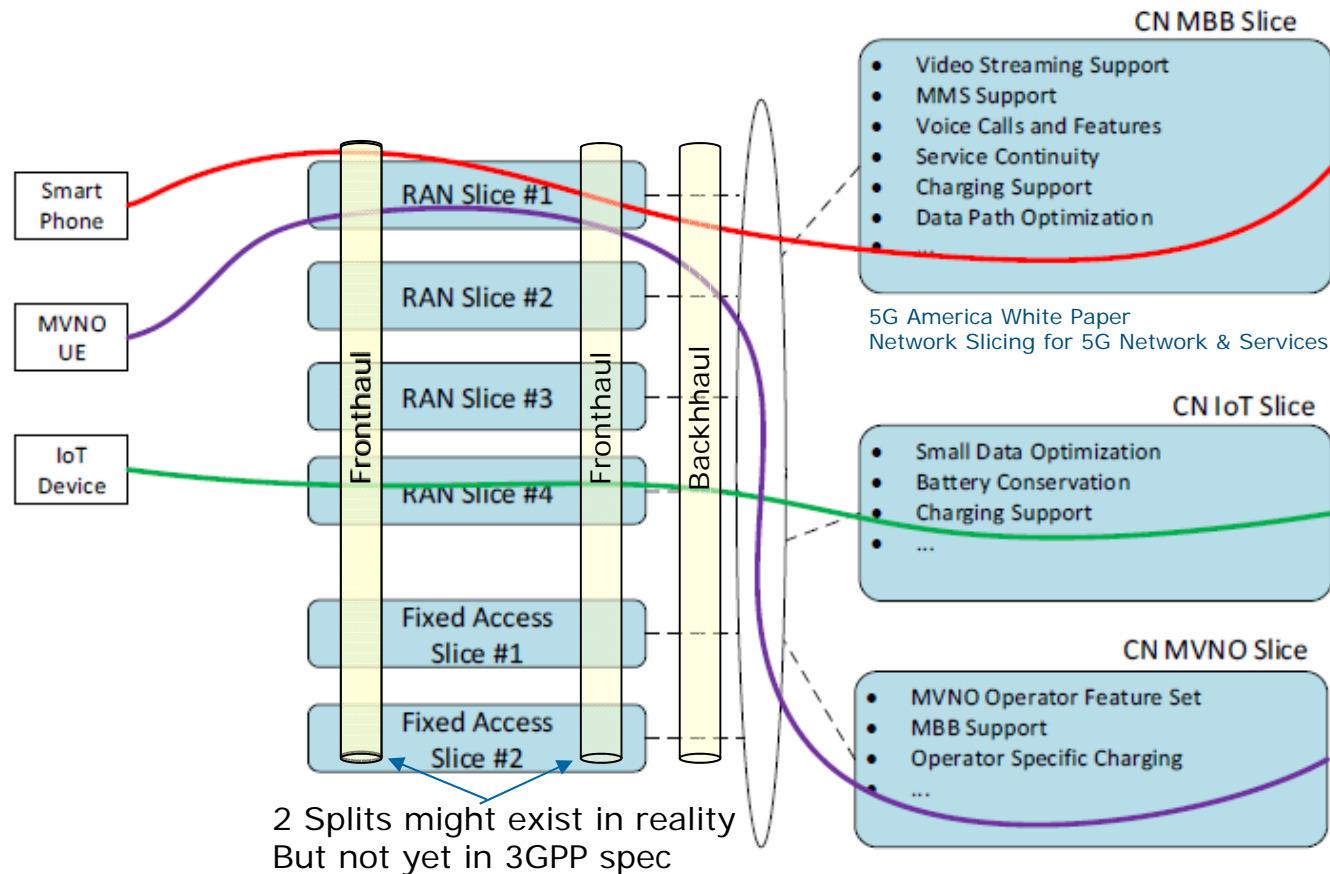 CN MBB Slice
• Video Streaming Support
• MMS Support
• Voice Calls and Features
• Service Continuity
• Charging Support
• Data Path Optimization
• ...
5G America White Paper
Network Slicing for 5G Network & Services
Smart
Phone
MVNO
UE
IoT
Device
RAN Slice #1
RAN Slice #2
RAN Slice #3
RAN Slice #4
Fixed Access
Slice #1
Fixed Access
Slice #2
Fronthaul
Fronthaul
Backhhaul
CN IoT Slice
• Small Data Optimization
• Battery Conservation
• Charging Support
• ...
CN MVNO Slice
• MVNO Operator Feature Set
• MBB Support
• Operator Specific Charging
• ...
2 Splits might exist in reality
But not yet in 3GPP spec